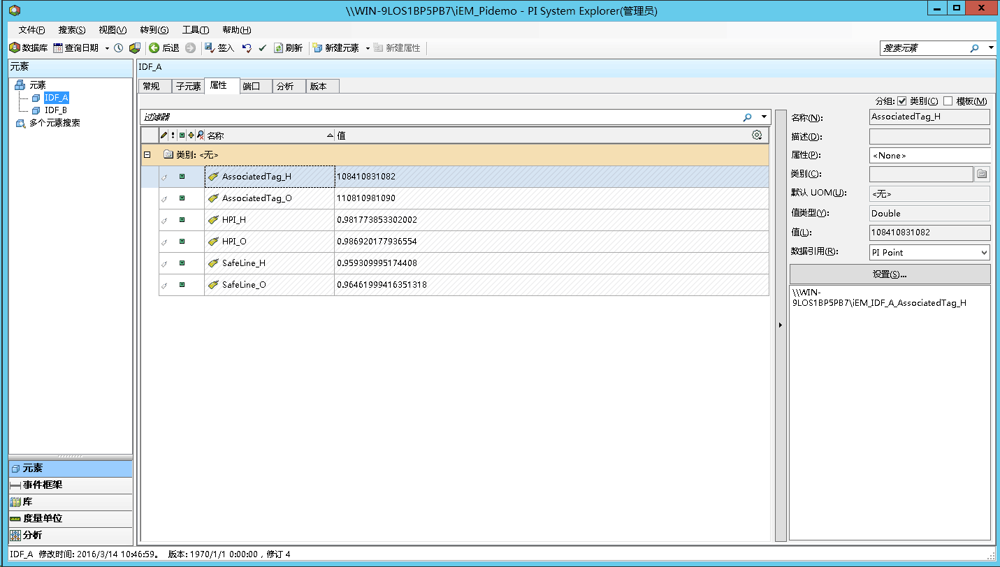 \\WIN-9LOS1BP5PB7\iEM_Pidemo - PI System Explorer(管理员)
文件(F) 搜索(S) 视图(V) 转到(G) 工具(T) 帮助(H)
数据库 查询日期 后退 签入 刷新 新建元素 新建属性 搜索元素
元素
元素
IDF_A
IDF_B
多个元素搜索
元素
事件框架
库
度量单位
分析
IDF_A
常规 子元素 属性 端口 分析 版本
分组: 类别(C) 模板(M)
过滤器
名称 值
类别: <无>
AssociatedTag_H 108410831082
AssociatedTag_O 110810981090
HPI_H 0.981773853302002
HPI_O 0.986920177936554
SafeLine_H 0.959309995174408
SafeLine_O 0.96461999416351318
名称(N): AssociatedTag_H
描述(D):
属性(P): <None>
类别(C):
默认 UOM(U): <无>
值类型(Y): Double
值(L): 108410831082
数据引用(R): PI Point
设置(S)...
\\WIN-
9LOS1BP5PB7\iEM_IDF_A_AssociatedTag_H
IDF_A 修改时间: 2016/3/14 10:46:59。 版本: 1970/1/1 0:00:00，修订 4